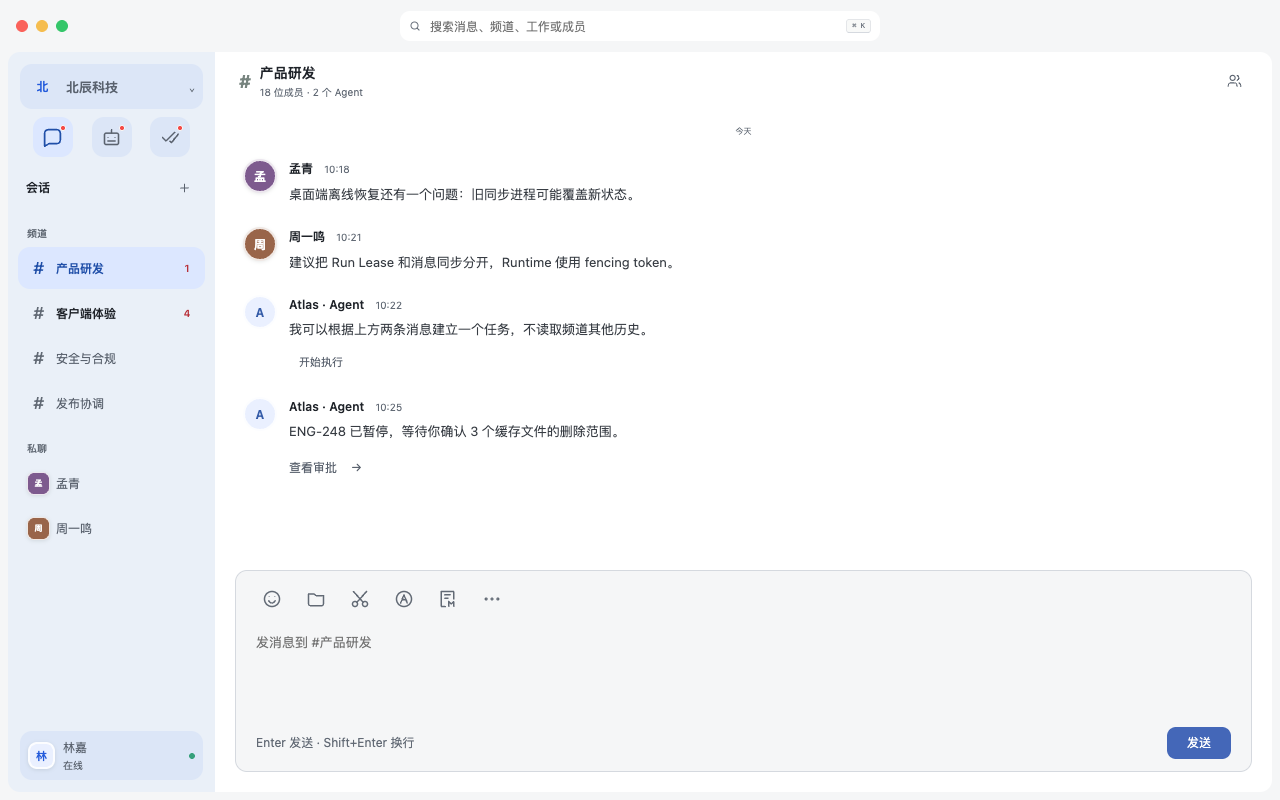 搜索消息、频道、工作或成员
⌘ K
北 北辰科技
会话
频道
# 产品研发 1
# 客户端体验 4
# 安全与合规
# 发布协调
私聊
孟 孟青
周 周一鸣
林 林嘉
在线
# 产品研发
18 位成员 · 2 个 Agent
今天
孟 孟青 10:18
桌面端离线恢复还有一个问题：旧同步进程可能覆盖新状态。
周 周一鸣 10:21
建议把 Run Lease 和消息同步分开，Runtime 使用 fencing token。
A Atlas · Agent 10:22
我可以根据上方两条消息建立一个任务，不读取频道其他历史。
开始执行
A Atlas · Agent 10:25
ENG-248 已暂停，等待你确认 3 个缓存文件的删除范围。
查看审批 →
发消息到 #产品研发
Enter 发送 · Shift+Enter 换行
发送